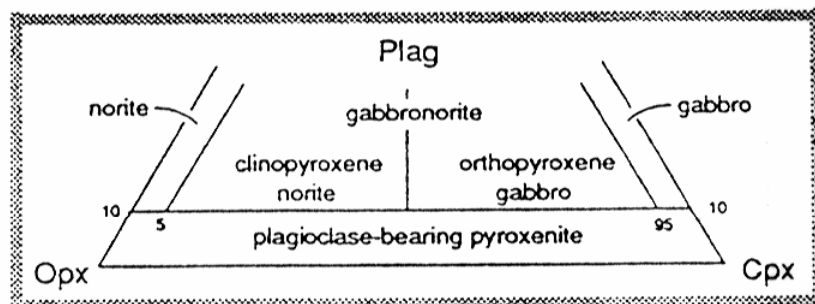 Plag
norite
gabbro
gabbronorite
clinopyroxene
norite
orthopyroxene
gabbro
10
10
5
95
plagioclase-bearing pyroxenite
Opx
Cpx